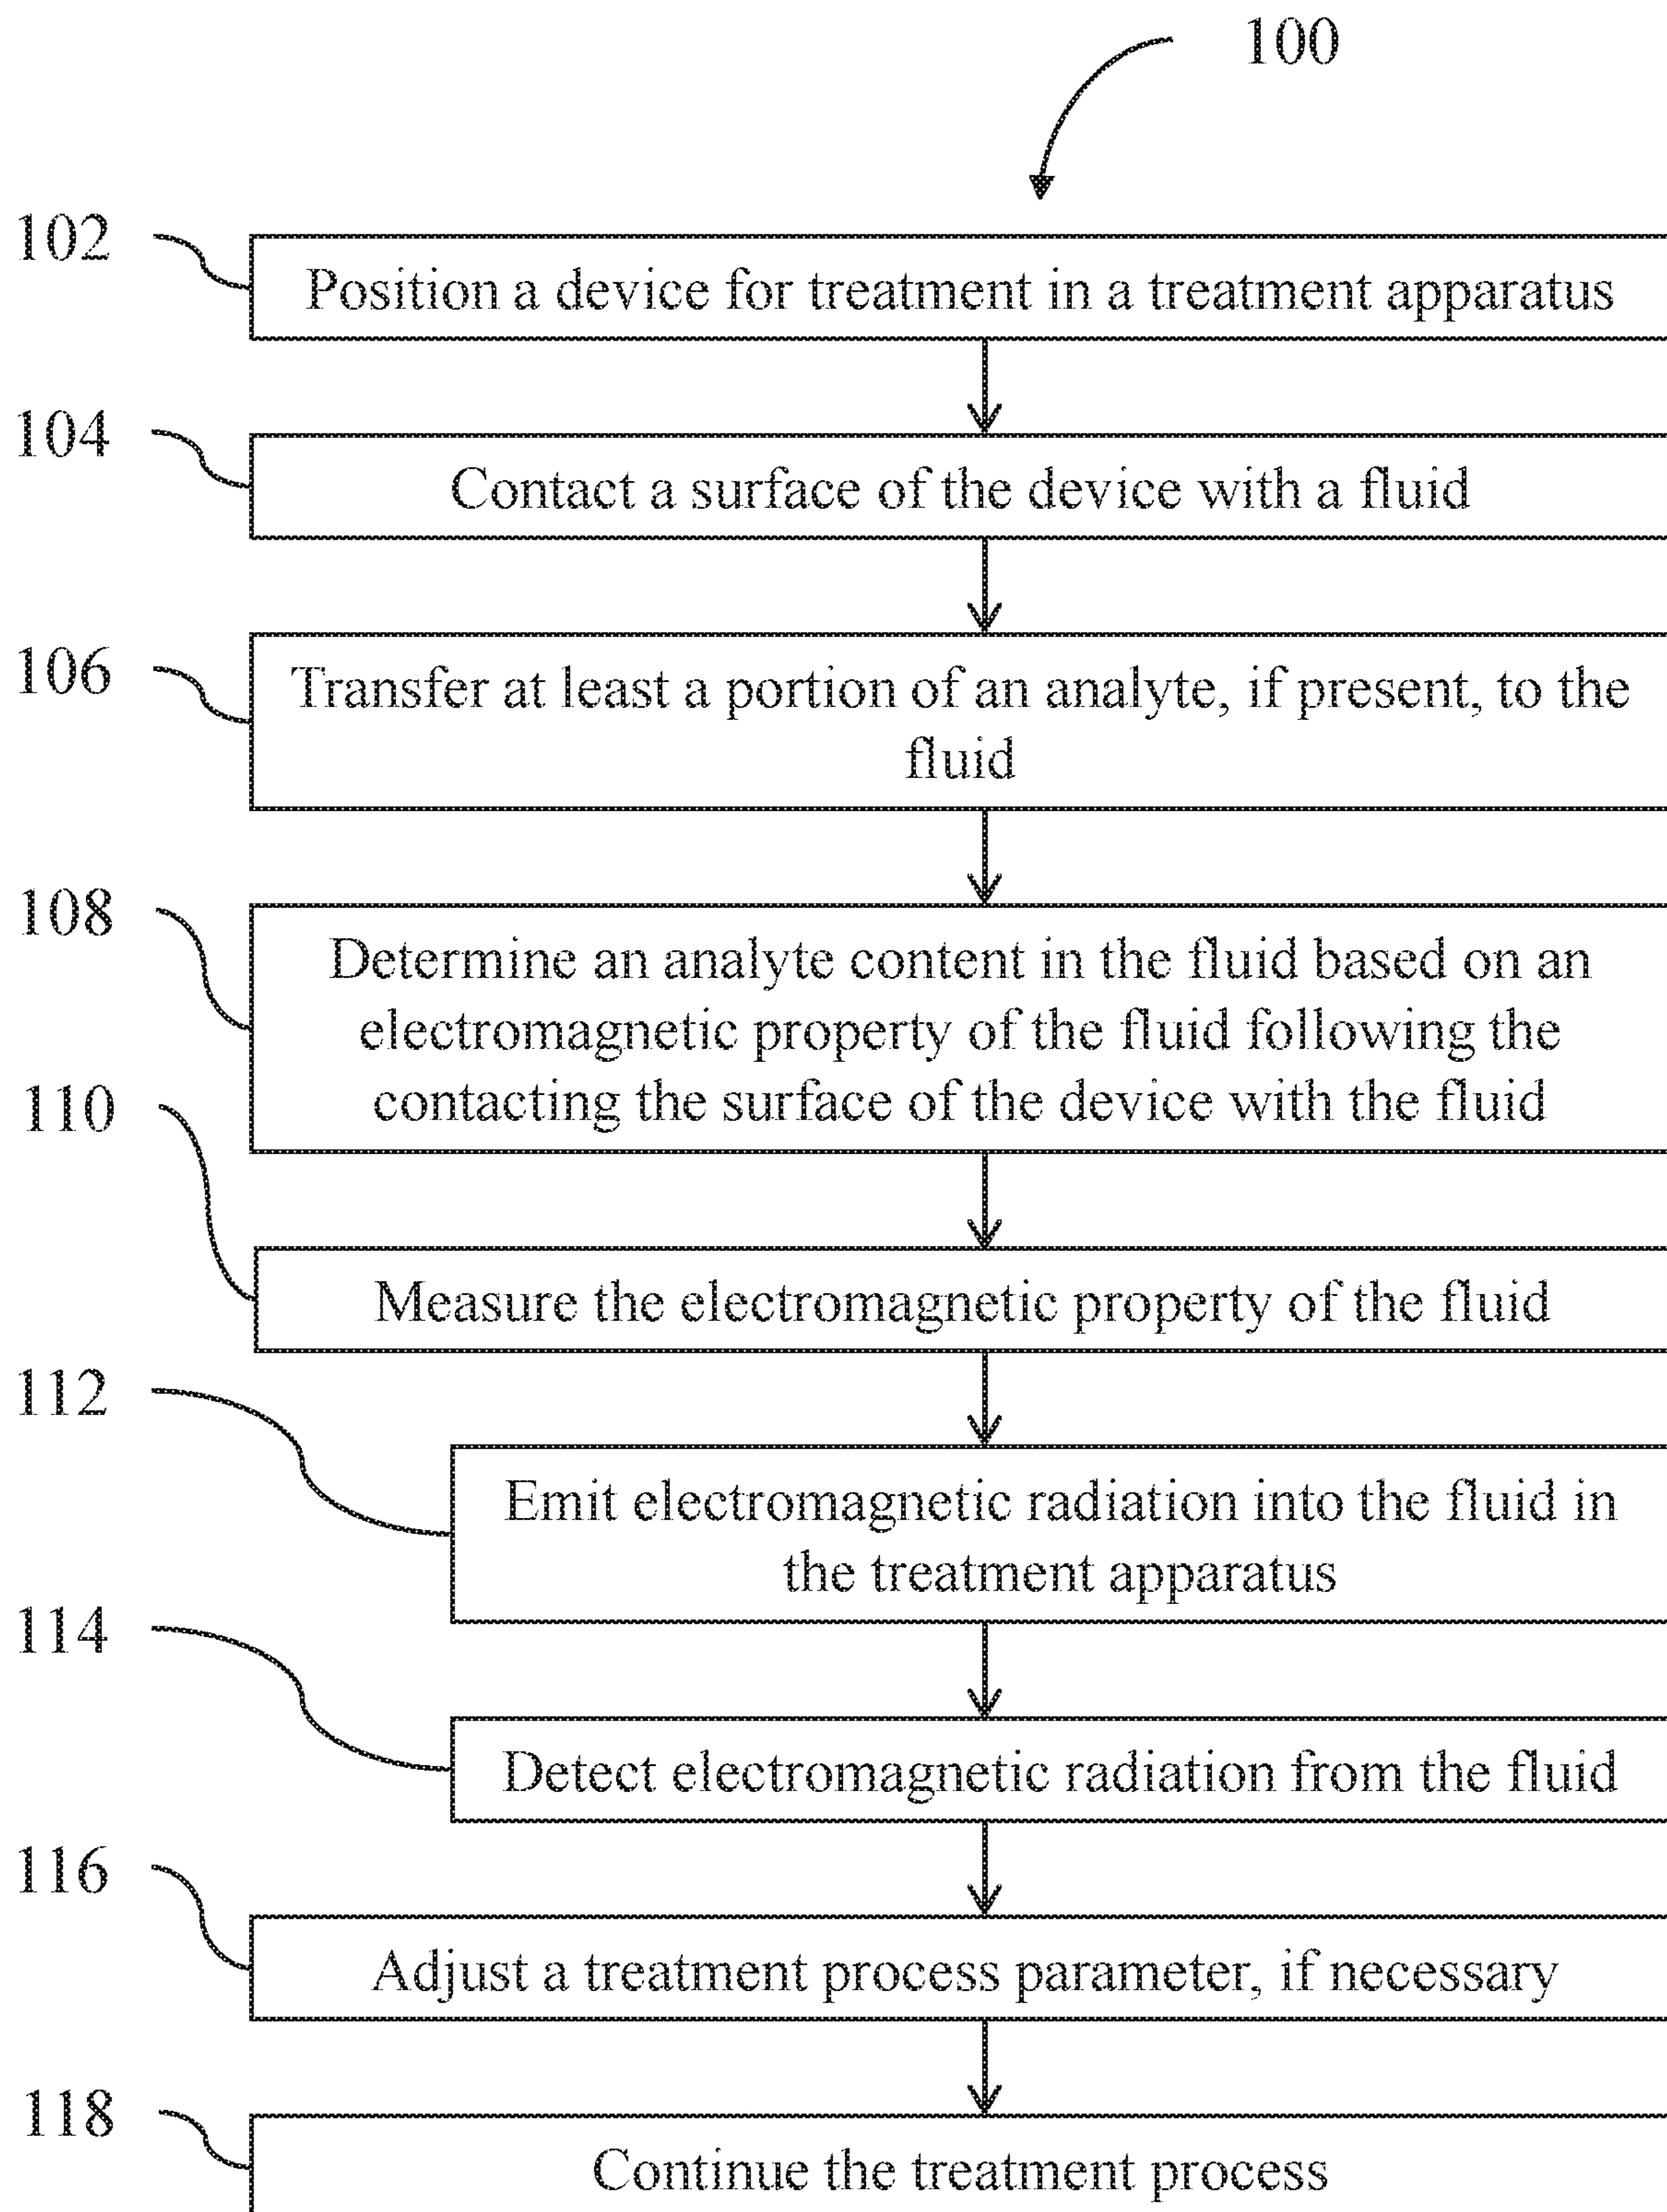 100
102
Position a device for treatment in a treatment apparatus
104
Contact a surface of the device with a fluid
106
Transfer at least a portion of an analyte, if present, to the
fluid
108
Determine an analyte content in the fluid based on an
electromagnetic property of the fluid following the
contacting the surface of the device with the fluid
110
Measure the electromagnetic property of the fluid
112
Emit electromagnetic radiation into the fluid in
the treatment apparatus
114
Detect electromagnetic radiation from the fluid
116
Adjust a treatment process parameter, if necessary
118
Continue the treatment process